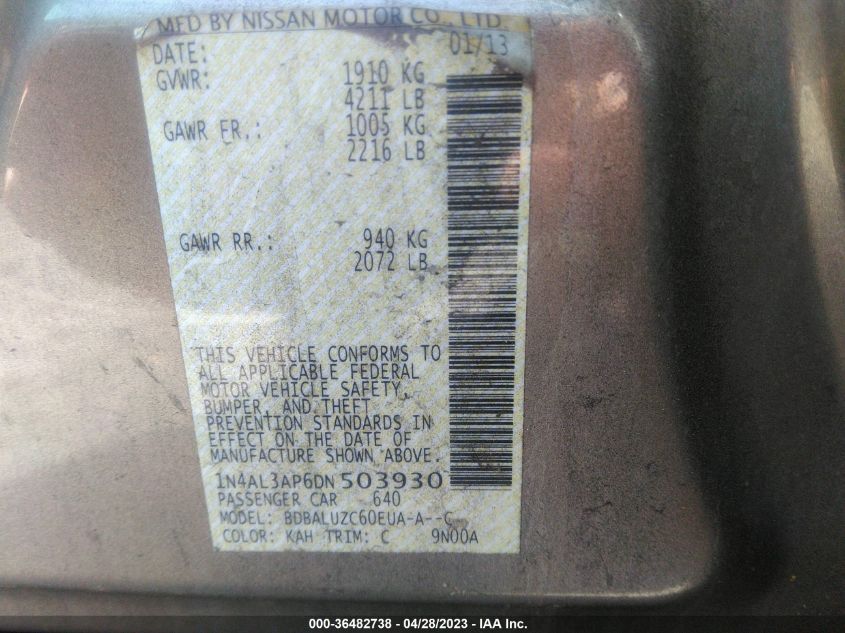 MFD BY NISSAN MOTOR CO., LTD.
DATE: 01/13
GVWR: 1910 KG
4211 LB
GAWR FR.: 1005 KG
2216 LB
GAWR RR.: 940 KG
2072 LB
THIS VEHICLE CONFORMS TO
ALL APPLICABLE FEDERAL
MOTOR VEHICLE SAFETY,
BUMPER, AND THEFT
PREVENTION STANDARDS IN
EFFECT ON THE DATE OF
MANUFACTURE SHOWN ABOVE.
1N4AL3AP6DN503930
PASSENGER CAR 640
MODEL: BDBALUZC60EUA-A--C
COLOR: KAH TRIM: C 9N00A
000-36482738 - 04/28/2023 - IAA Inc.